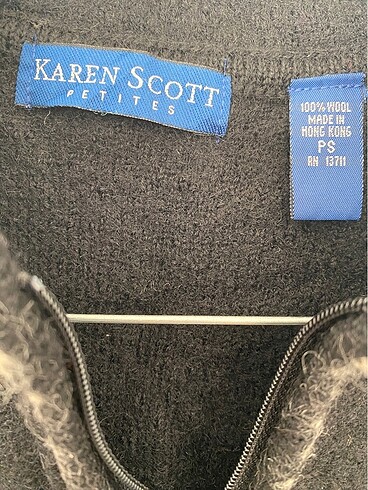 KAREN SCOTT
PETITES
100% WOOL
MADE IN
HONG KONG
PS
RN 13711